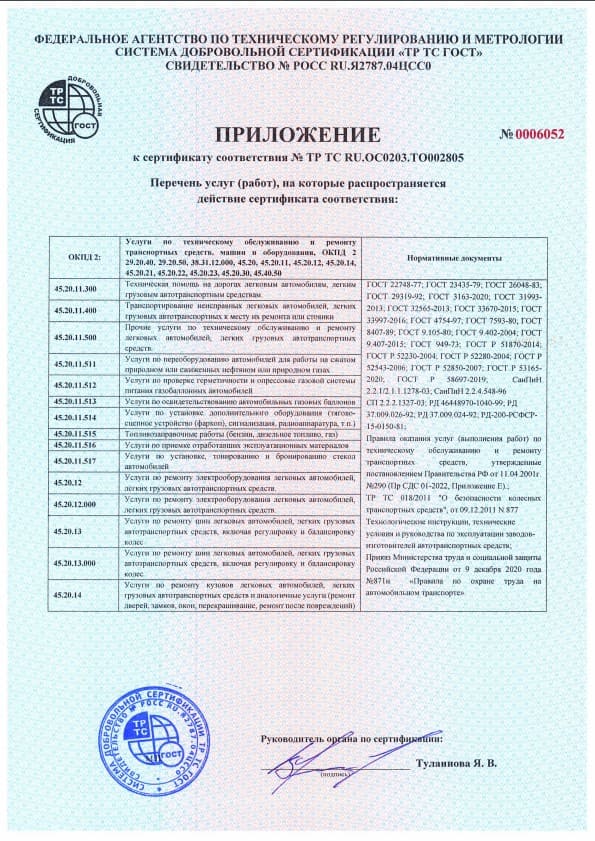 ФЕДЕРАЛЬНОЕ АГЕНТСТВО ПО ТЕХНИЧЕСКОМУ РЕГУЛИРОВАНИЮ И МЕТРОЛОГИИ
СИСТЕМА ДОБРОВОЛЬНОЙ СЕРТИФИКАЦИИ «ТР ТС ГОСТ»
СВИДЕТЕЛЬСТВО № РОСС RU.Я2787.04ЦСС0
ДОБРОВОЛЬНАЯ СЕРТИФИКАЦИЯ
ТР
ТС
ГОСТ
ПРИЛОЖЕНИЕ
№ 0006052
к сертификату соответствия № ТР ТС RU.ОС0203.ТО002805
Перечень услуг (работ), на которые распространяется
действие сертификата соответствия:
ОКПД 2:
Услуги по техническому обслуживанию и ремонту
транспортных средств, машин и оборудования, ОКПД 2
29.20.40, 29.20.50, 38.31.12.000, 45.20, 45.20.11, 45.20.12, 45.20.14,
45.20.21, 45.20.22, 45.20.23, 45.20.30, 45.40.50
Нормативные документы
45.20.11.300
Техническая помощь на дорогах легковым автомобилям, легким
грузовым автотранспортным средствам
45.20.11.400
Транспортирование неисправных легковых автомобилей, легких
грузовых автотранспортных к месту их ремонта или стоянки
45.20.11.500
Прочие услуги по техническому обслуживанию и ремонту
легковых автомобилей, легких грузовых автотранспортных
средств.
45.20.11.511
Услуги по переоборудованию автомобилей для работы на сжатом
природном или сжиженных нефтяном или природном газах
45.20.11.512
Услуги по проверке герметичности и опрессовке газовой системы
питания газобаллонных автомобилей
45.20.11.513
Услуги по освидетельствованию автомобильных газовых баллонов
45.20.11.514
Услуги по установке дополнительного оборудования (тягово-
сцепное устройство (фаркоп), сигнализация, радиоаппаратура, т.п.)
45.20.11.515
Топливозаправочные работы (бензин, дизельное топливо, газ)
45.20.11.516
Услуги по приемке отработавших эксплуатационных материалов
45.20.11.517
Услуги по установке, тонированию и бронированию стекол
автомобилей
45.20.12
Услуги по ремонту электрооборудования легковых автомобилей,
легких грузовых автотранспортных средств.
45.20.12.000
Услуги по ремонту электрооборудования легковых автомобилей,
легких грузовых автотранспортных средств.
45.20.13
Услуги по ремонту шин легковых автомобилей, легких грузовых
автотранспортных средств, включая регулировку и балансировку
колес
45.20.13.000
Услуги по ремонту шин легковых автомобилей, легких грузовых
автотранспортных средств, включая регулировку и балансировку
колес.
45.20.14
Услуги по ремонту кузовов легковых автомобилей, легких
грузовых автотранспортных средств и аналогичные услуги (ремонт
дверей, замков, окон, перекрашивание, ремонт после повреждений)
ГОСТ 22748-77; ГОСТ 23435-79; ГОСТ 26048-83;
ГОСТ 29319-92; ГОСТ 3163-2020; ГОСТ 31993-
2013; ГОСТ 32565-2013; ГОСТ 33670-2015; ГОСТ
33997-2016; ГОСТ 4754-97; ГОСТ 7593-80; ГОСТ
8407-89; ГОСТ 9.105-80; ГОСТ 9.402-2004; ГОСТ
9.407-2015; ГОСТ 949-73; ГОСТ Р 51870-2014;
ГОСТ Р 52230-2004; ГОСТ Р 52280-2004; ГОСТ Р
52543-2006; ГОСТ Р 52850-2007; ГОСТ Р 53165-
2020; ГОСТ Р 58697-2019; СанПиН
2.2.1/2.1.1.1278-03; СанПиН 2.2.4.548-96
СП 2.2.2.1327-03; РД 46448970-1040-99; РД
37.009.026-92; РД 37.009.024-92; РД-200-РСФСР-
15-0150-81;
Правила оказания услуг (выполнения работ) по
техническому обслуживанию и ремонту
транспортных средств, утвержденные
постановлением Правительства РФ от 11.04.2001г.
№290 (Пр СДС 01-2022, Приложение Е).;
ТР ТС 018/2011 "О безопасности колесных
транспортных средств", от 09.12.2011 N 877
Технологические инструкции, технические
условия и руководства по эксплуатации заводов-
изготовителей автотранспортных средств;
Приказ Министерства труда и социальной защиты
Российской Федерации от 9 декабря 2020 года
№871н «Правила по охране труда на
автомобильном транспорте»
СИСТЕМА ДОБРОВОЛЬНОЙ СЕРТИФИКАЦИИ ТР ТС ГОСТ
СВИДЕТЕЛЬСТВО № РОСС RU.Я2787.04ЦСС0
ТР
ТС
ГОСТ
МП
Руководитель органа по сертификации:
Туланнова Я. В.
(подпись)